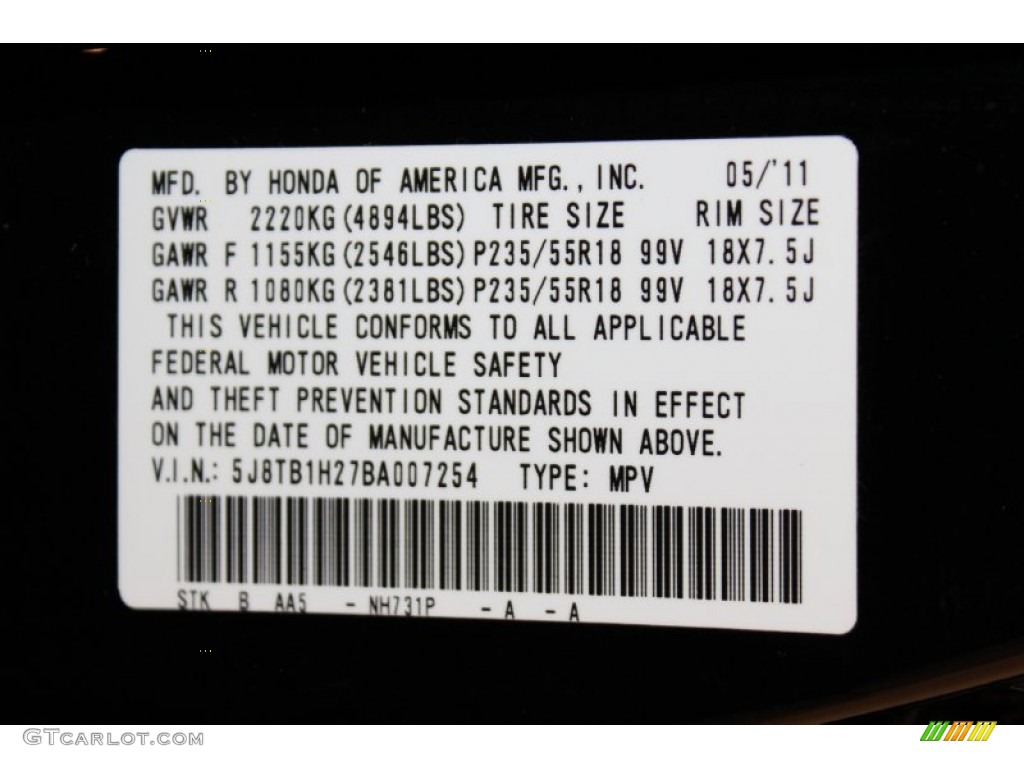 MFD. BY HONDA OF AMERICA MFG., INC. 05/'11
GVWR 2220KG(4894LBS) TIRE SIZE RIM SIZE
GAWR F 1155KG(2546LBS)P235/55R18 99V 18X7.5J
GAWR R 1080KG(2381LBS)P235/55R18 99V 18X7.5J
THIS VEHICLE CONFORMS TO ALL APPLICABLE
FEDERAL MOTOR VEHICLE SAFETY
AND THEFT PREVENTION STANDARDS IN EFFECT
ON THE DATE OF MANUFACTURE SHOWN ABOVE.
V.I.N.: 5J8TB1H27BA007254 TYPE: MPV
STK B AA5 - NH731P - A - A
GTCARLOT.COM